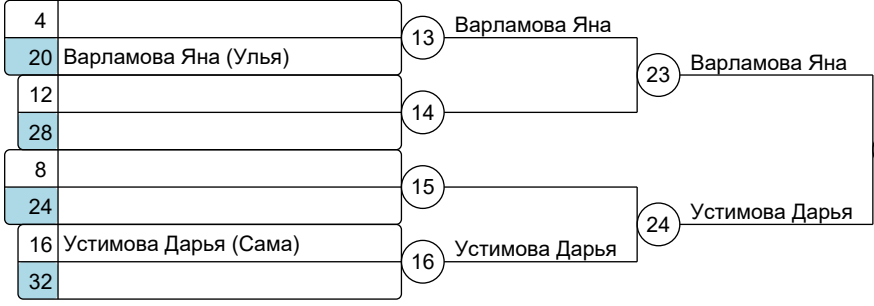 4
13 Варламова Яна
20 Варламова Яна (Улья)
23 Варламова Яна
12
14
28
8
15
24
24 Устимова Дарья
16 Устимова Дарья (Сама)
16 Устимова Дарья
32